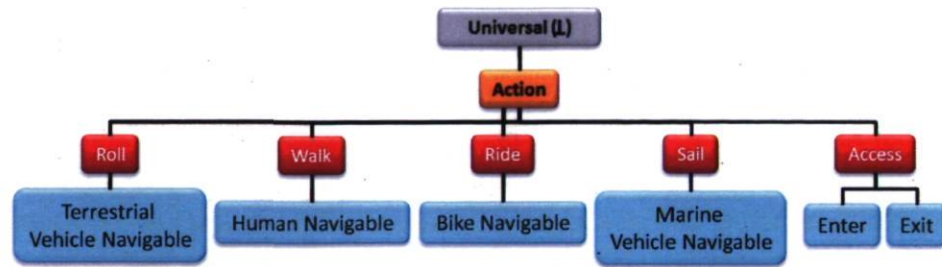 Universal (⊥)
Action
Roll
Walk
Ride
Sail
Access
Terrestrial
Vehicle Navigable
Human Navigable
Bike Navigable
Marine
Vehicle Navigable
Enter
Exit